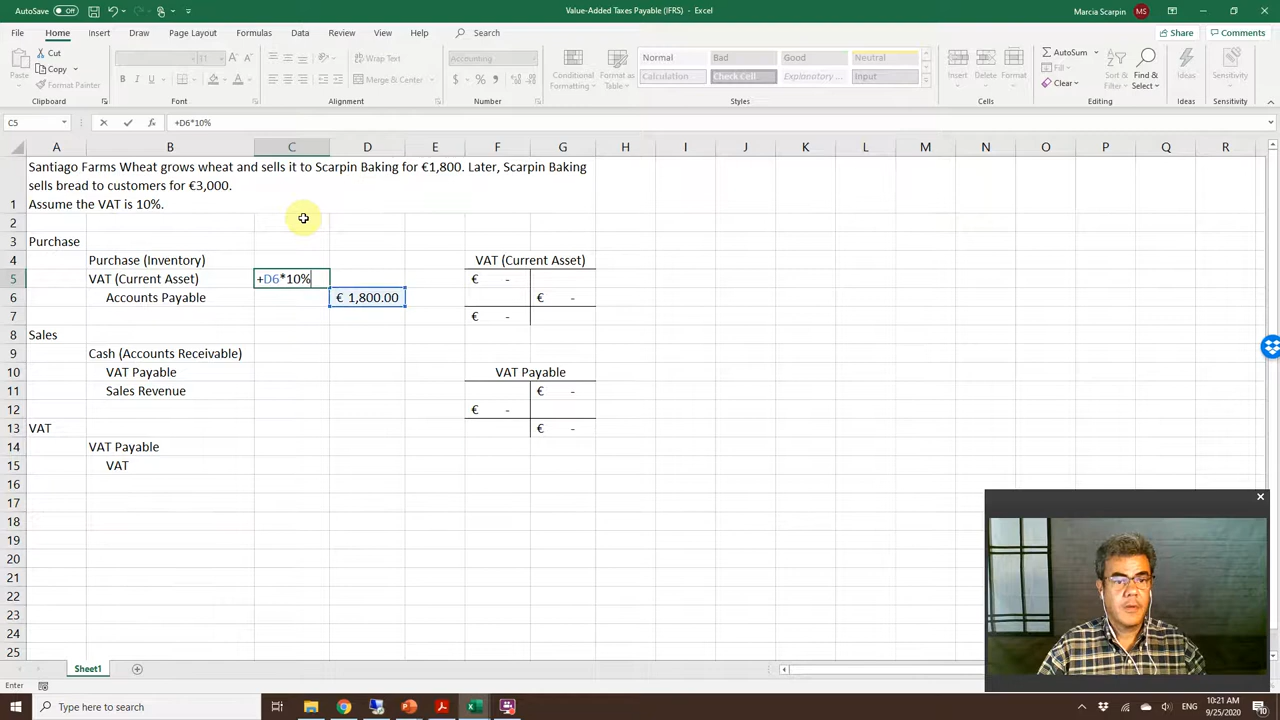 AutoSave Off
Value-Added Taxes Payable (IFRS) - Excel
Marcia Scarpin MS
File Home Insert Draw Page Layout Formulas Data Review View Help Search
Share Comments
Paste
Cut
Copy
Format Painter
Clipboard
B I U
Font
Wrap Text
Merge & Center
Alignment
Accounting
$ % ,
Number
Conditional Formatting
Format as Table
Normal Bad Good Neutral
Calculation Check Cell Explanatory ... Input
Styles
Insert Delete Format
Cells
AutoSum
Fill
Clear
Sort & Filter
Find & Select
Editing
Ideas
Ideas
Sensitivity
Sensitivity
C5 fx +D6*10%
A B C D E F G H I J K L M N O P Q R
Santiago Farms Wheat grows wheat and sells it to Scarpin Baking for €1,800. Later, Scarpin Baking
sells bread to customers for €3,000.
1 Assume the VAT is 10%.
2
3 Purchase
4 Purchase (Inventory) VAT (Current Asset)
5 VAT (Current Asset) +D6*10% € -
6 Accounts Payable € 1,800.00 € -
7 € -
8 Sales
9 Cash (Accounts Receivable)
10 VAT Payable VAT Payable
11 Sales Revenue € -
12 € -
13 VAT € -
14 VAT Payable
15 VAT
16
17
18
19
20
21
22
23
24
25
Sheet1
Enter
Type here to search
10:21 AM
9/25/2020
10